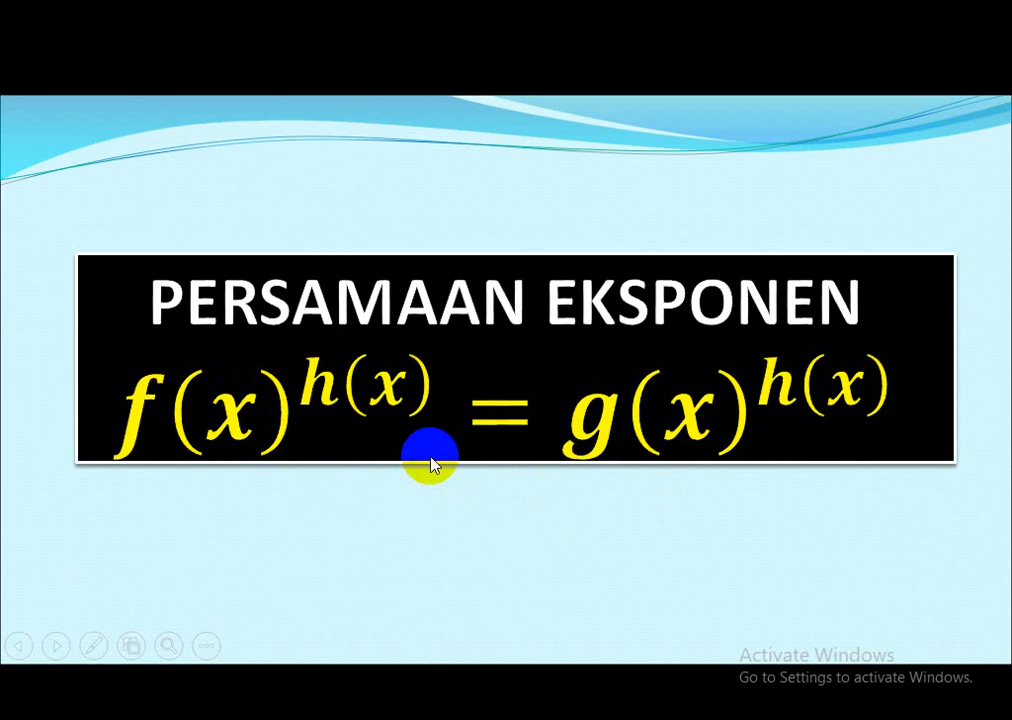 PERSAMAAN EKSPONEN
f(x)^{h(x)} = g(x)^{h(x)}
Activate Windows
Go to Settings to activate Windows.